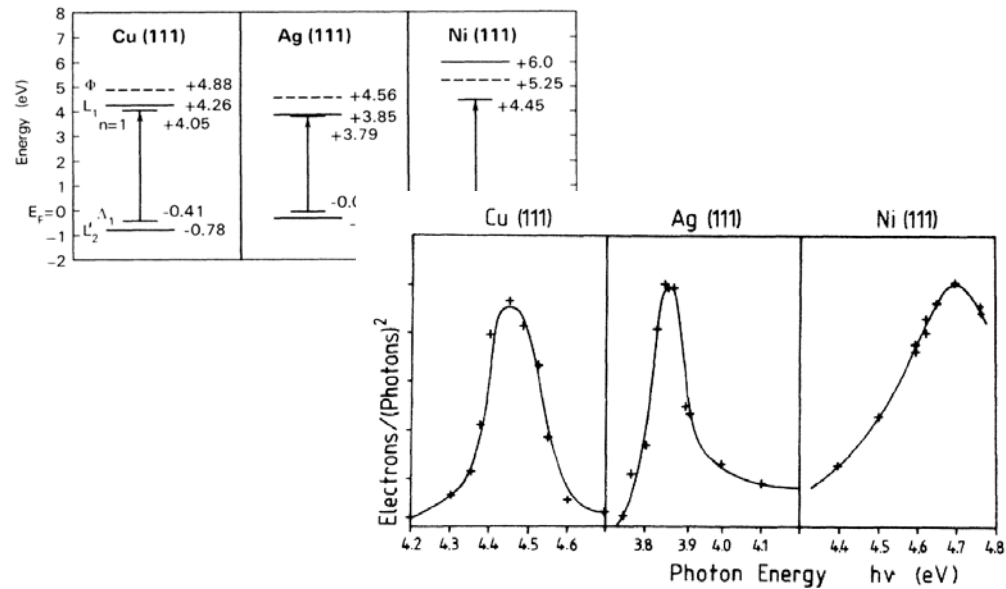 Cu (111) Ag (111) Ni (111)
Energy (eV)
8
7
6
5
4
3
2
1
E_F=0
-1
-2
Φ +4.88
L₁ +4.26
n=1 +4.05
Λ₁ -0.41
L'₂ -0.78
+4.56
+3.85
+3.79
+6.0
+5.25
+4.45
Cu (111) Ag (111) Ni (111)
Electrons/(Photons)²
4.2 4.3 4.4 4.5 4.6 3.8 3.9 4.0 4.1 4.4 4.5 4.6 4.7 4.8
Photon Energy hν (eV)